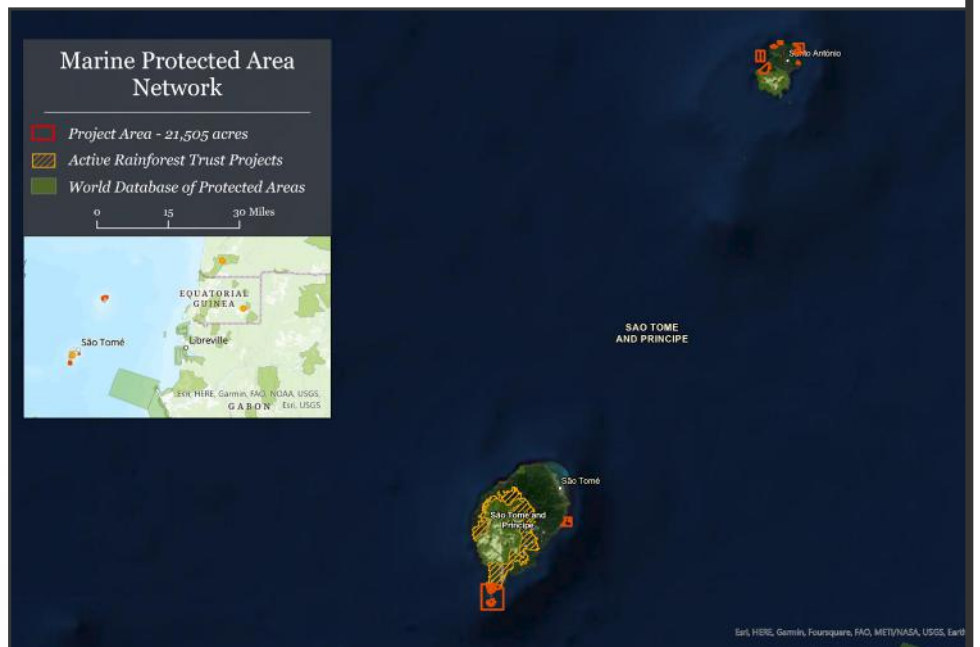 Marine Protected Area
Network
Project Area - 21,505 acres
Active Rainforest Trust Projects
World Database of Protected Areas
0 15 30 Miles
EQUATORIAL
GUINEA
São Tomé
Libreville
Esri, HERE, Garmin, FAO, NOAA, USGS,
GABON Esri, USGS
Santo António
SAO TOME
AND PRINCIPE
São Tomé
São Tome and
Principe
Esri, HERE, Garmin, Foursquare, FAO, METI/NASA, USGS, Earth